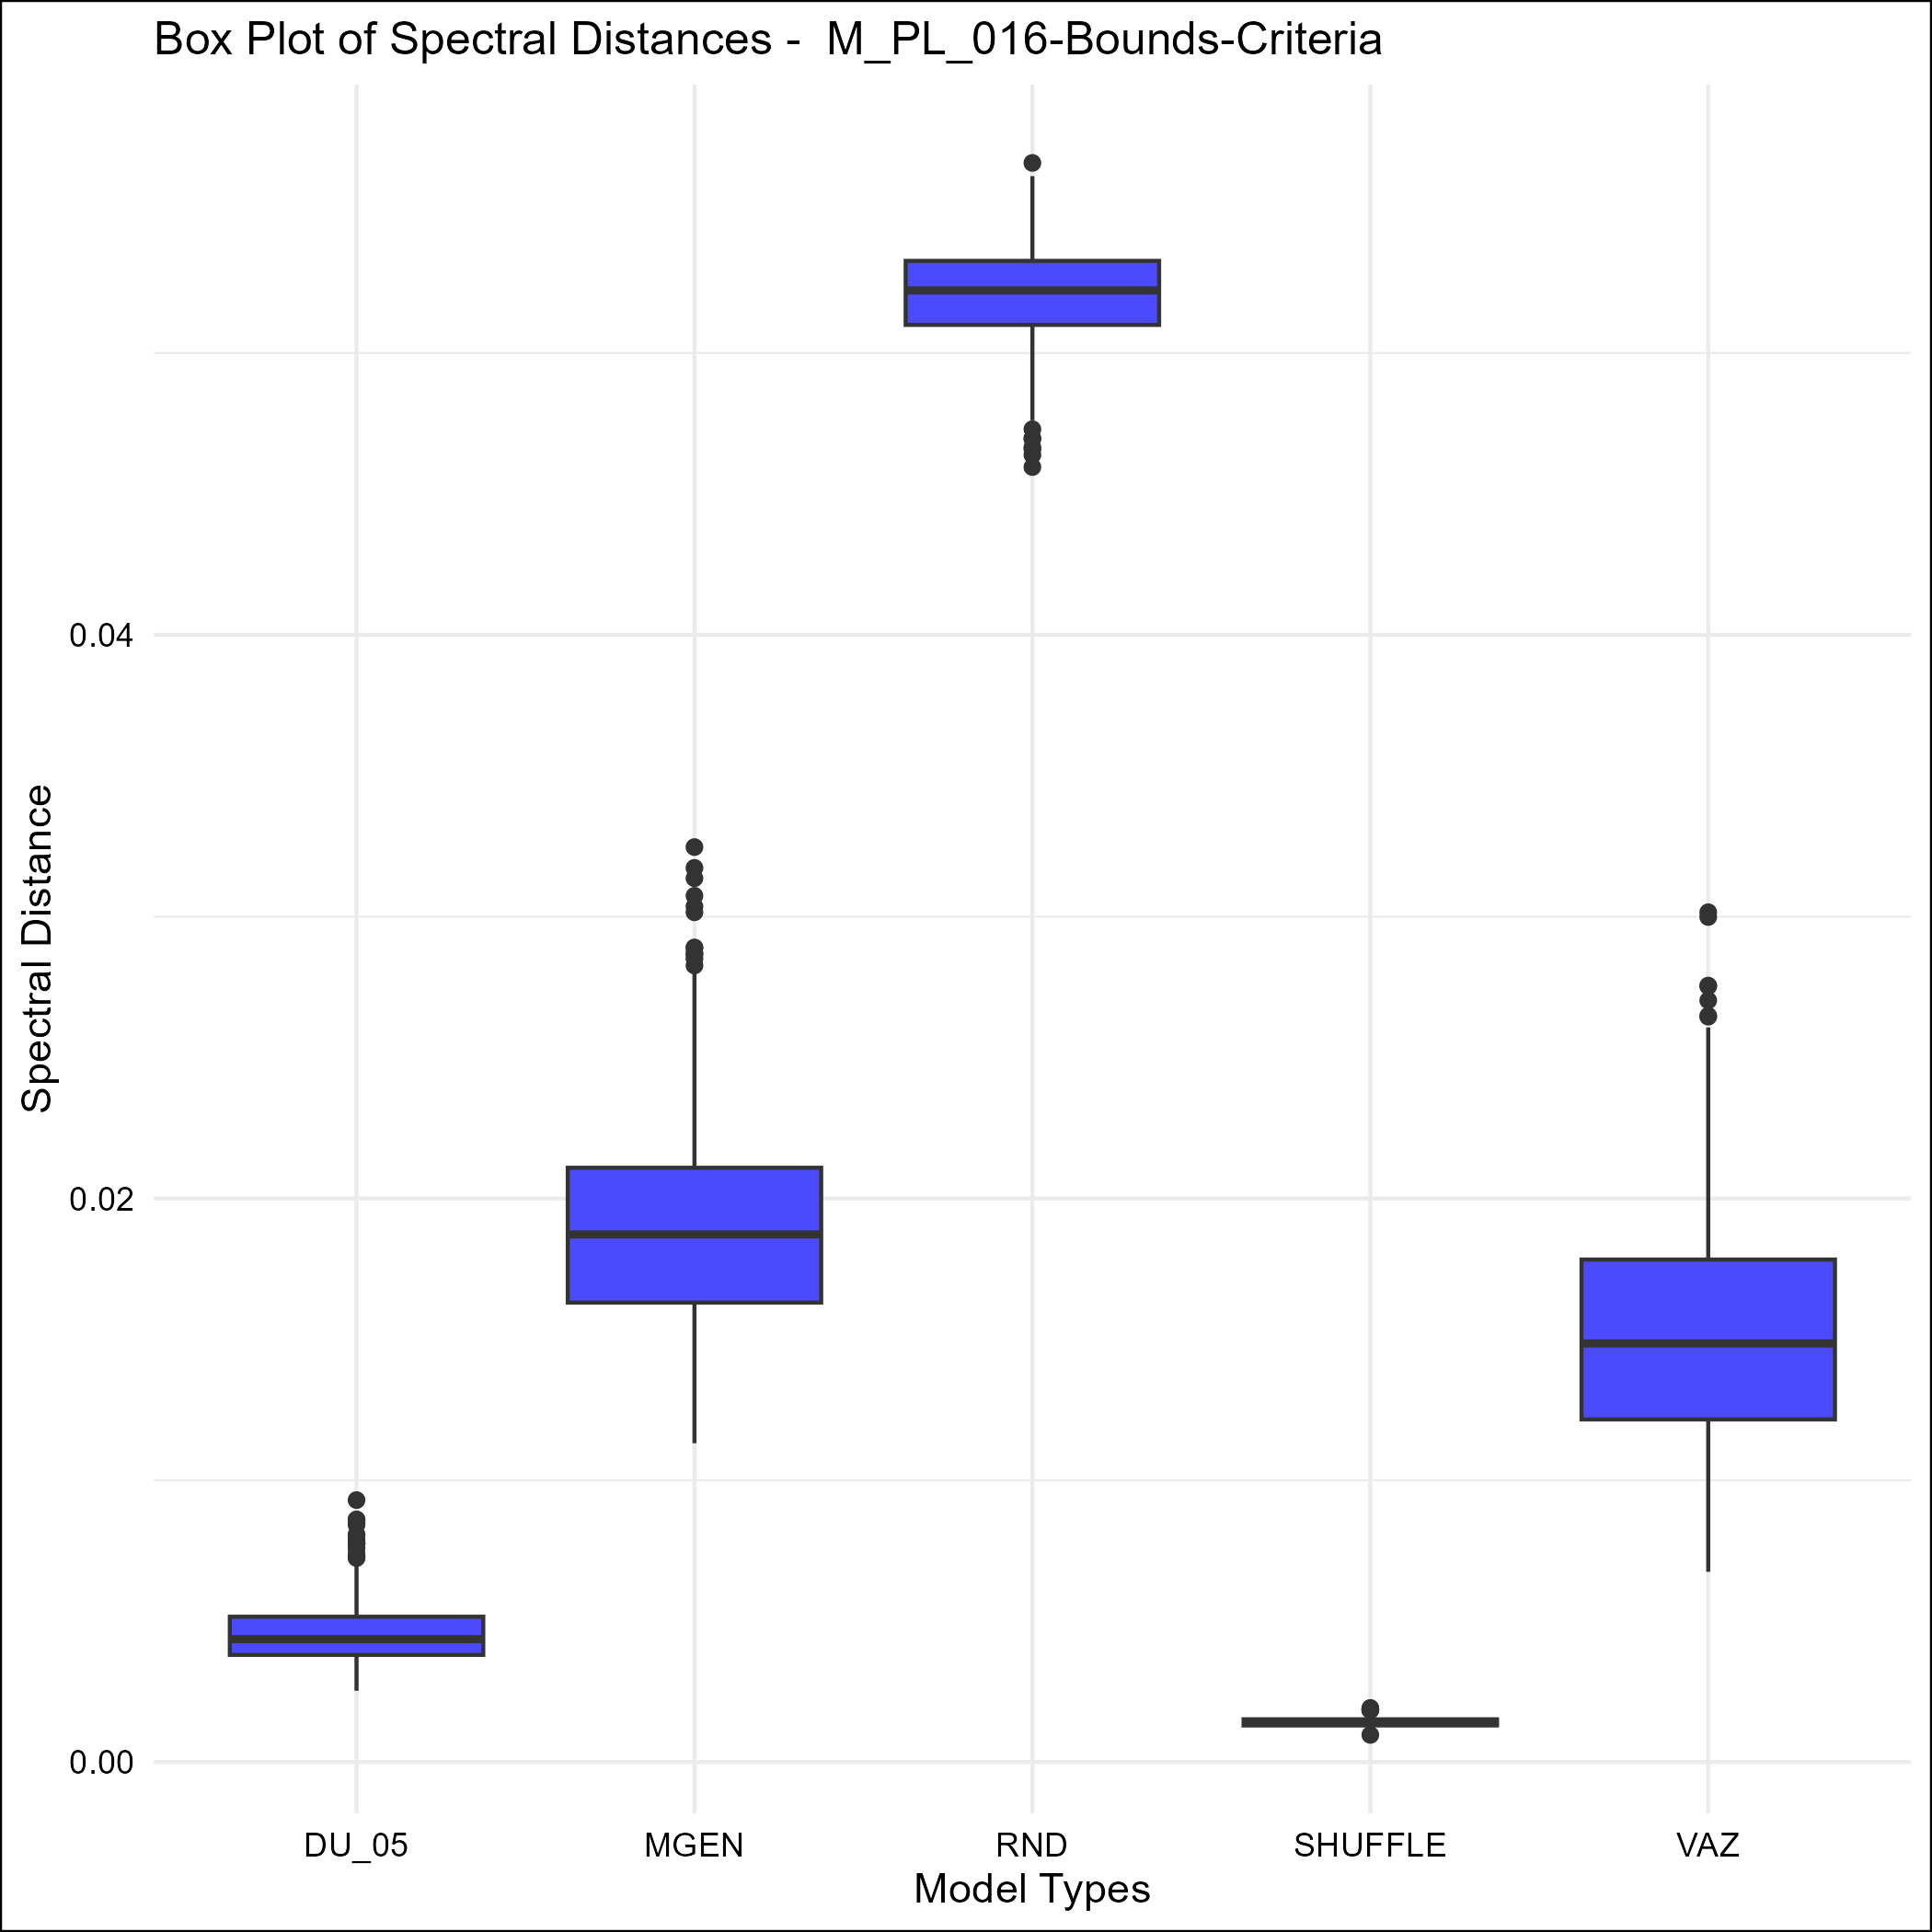 Box Plot of Spectral Distances -  M_PL_016-Bounds-Criteria
Spectral Distance
0.04
0.02
0.00
DU_05 MGEN RND SHUFFLE VAZ
Model Types